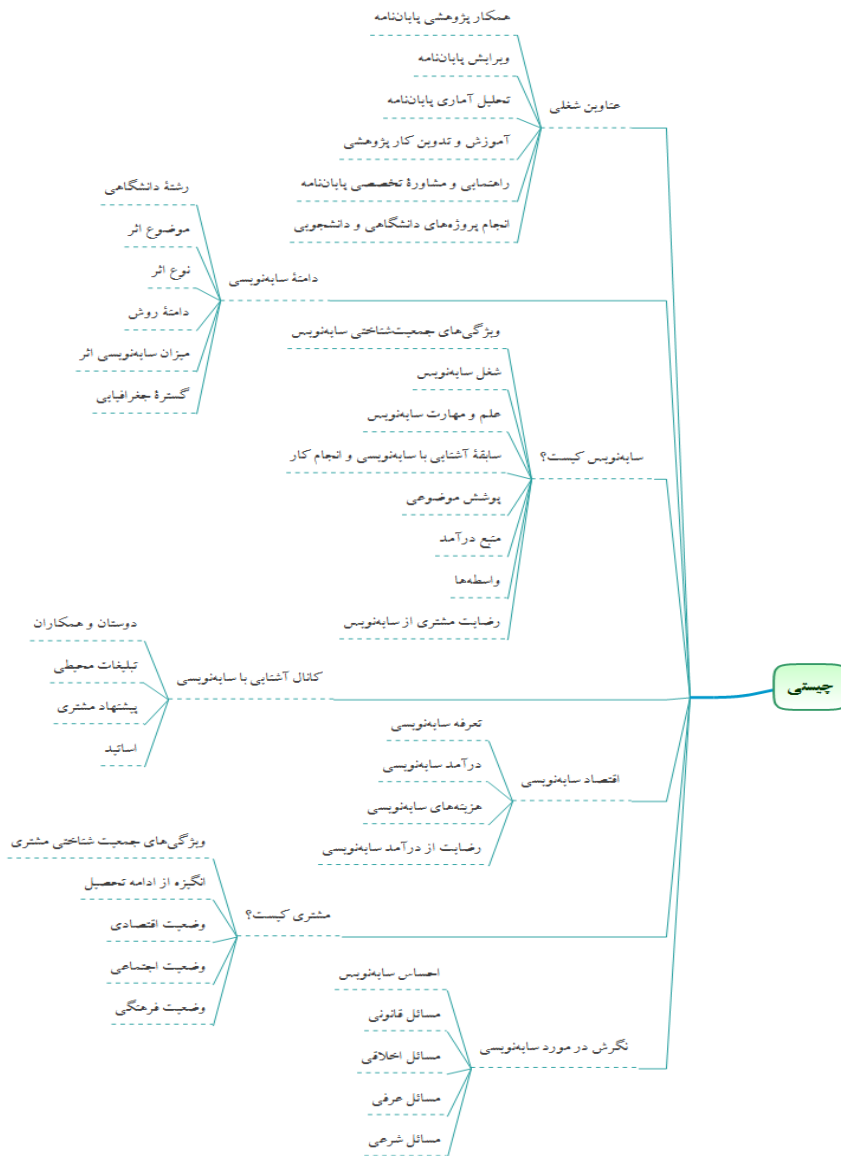 چیستی
عناوین شغلی
همکار پژوهشی پایان‌نامه
ویرایش پایان‌نامه
تحلیل آماری پایان‌نامه
آموزش و تدوین کار پژوهشی
راهنمایی و مشاورهٔ تخصصی پایان‌نامه
انجام پروژه‌های دانشگاهی و دانشجویی
دامنهٔ سایه‌نویسی
رشتهٔ دانشگاهی
موضوع اثر
نوع اثر
دامنهٔ روش
میزان سایه‌نویسی اثر
گسترهٔ جغرافیایی
سایه‌نویس کیست؟
ویژگی‌های جمعیت‌شناختی سایه‌نویس
شغل سایه‌نویس
علم و مهارت سایه‌نویس
سابقهٔ آشنایی با سایه‌نویسی و انجام کار
پوشش موضوعی
منبع درآمد
واسطه‌ها
رضایت مشتری از سایه‌نویس
کانال آشنایی با سایه‌نویسی
دوستان و همکاران
تبلیغات محیطی
پیشنهاد مشتری
اساتید
اقتصاد سایه‌نویسی
تعرفه سایه‌نویسی
درآمد سایه‌نویسی
هزینه‌های سایه‌نویسی
رضایت از درآمد سایه‌نویسی
مشتری کیست؟
ویژگی‌های جمعیت شناختی مشتری
انگیزه از ادامه تحصیل
وضعیت اقتصادی
وضعیت اجتماعی
وضعیت فرهنگی
نگرش در مورد سایه‌نویسی
احساس سایه‌نویس
مسائل قانونی
مسائل اخلاقی
مسائل عرفی
مسائل شرعی